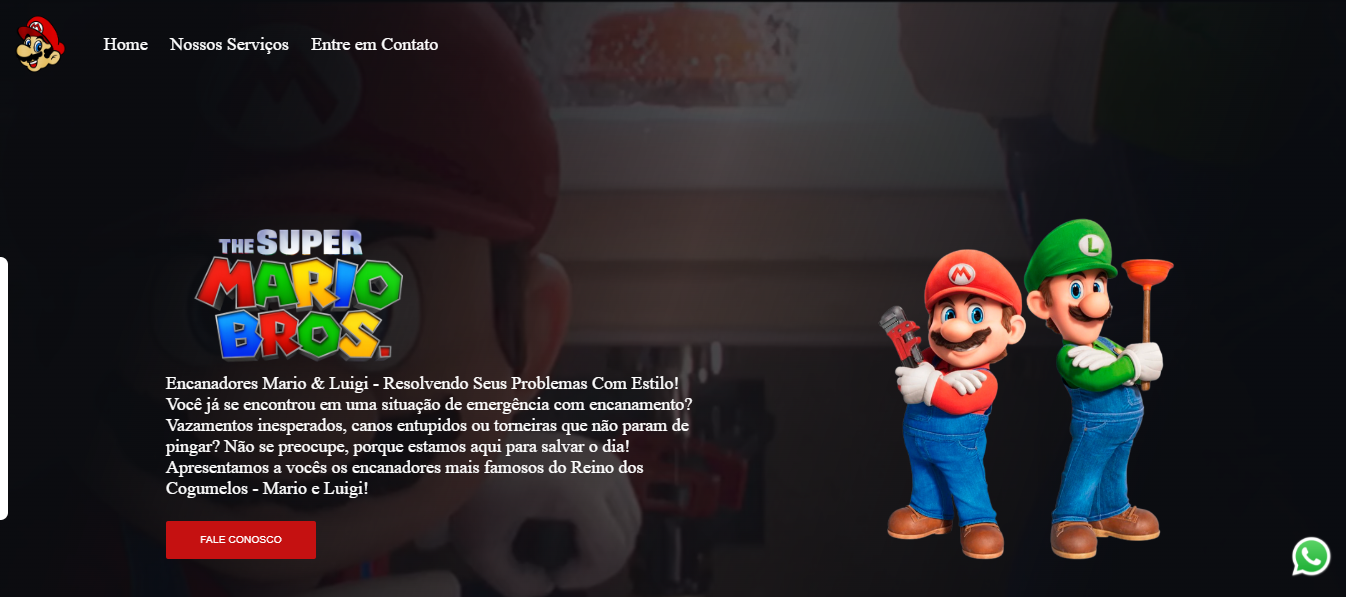 Home Nossos Serviços Entre em Contato
THE SUPER
MARIO
BROS.
Encanadores Mario & Luigi - Resolvendo Seus Problemas Com Estilo!
Você já se encontrou em uma situação de emergência com encanamento?
Vazamentos inesperados, canos entupidos ou torneiras que não param de
pingar? Não se preocupe, porque estamos aqui para salvar o dia!
Apresentamos a vocês os encanadores mais famosos do Reino dos
Cogumelos - Mario e Luigi!
FALE CONOSCO
M
L